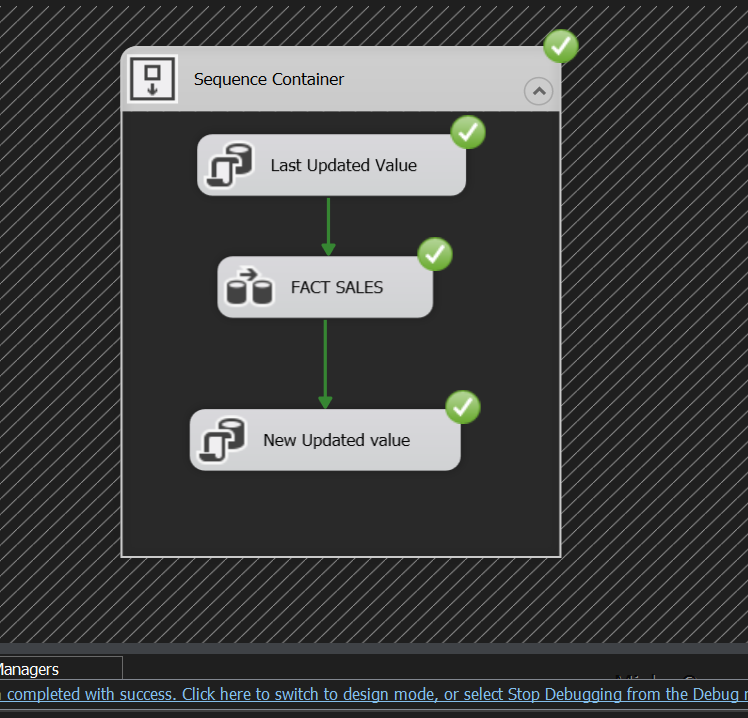 Sequence Container
Last Updated Value
FACT SALES
New Updated value
Managers
completed with success. Click here to switch to design mode, or select Stop Debugging from the Debug